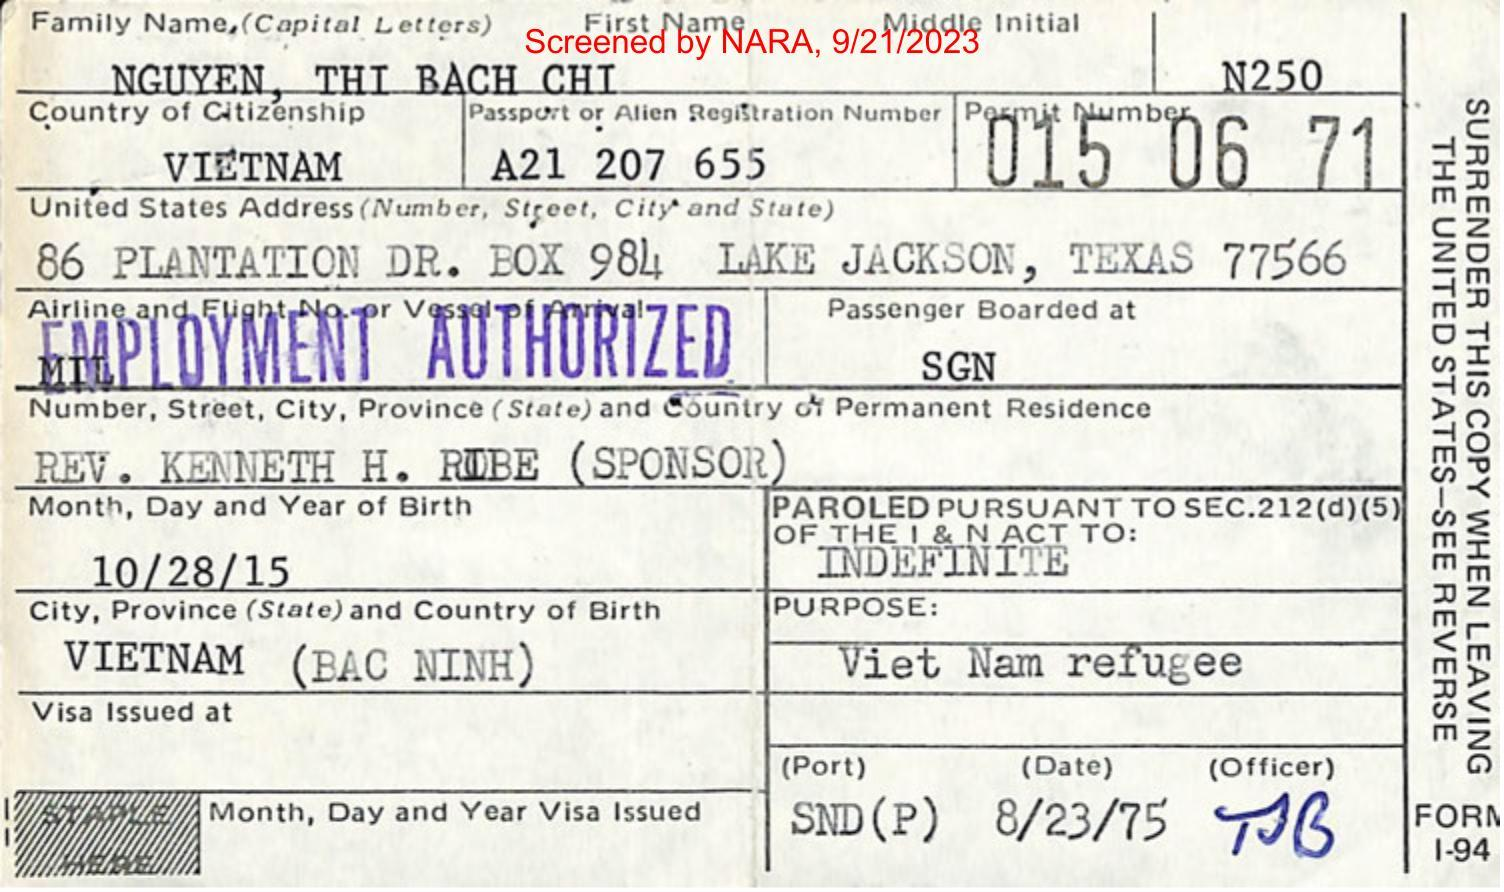 Family Name, (Capital Letters) First Name Middle Initial
Screened by NARA, 9/21/2023
NGUYEN, THI BACH CHI N250
Country of Citizenship Passport or Alien Registration Number Permit Number
VIETNAM A21 207 655 015 06 71
United States Address (Number, Street, City and State)
86 PLANTATION DR. BOX 984 LAKE JACKSON, TEXAS 77566
Airline and Flight No. or Vessel of Arrival Passenger Boarded at
EMPLOYMENT AUTHORIZED
MIL SGN
Number, Street, City, Province (State) and Country of Permanent Residence
REV. KENNETH H. (SPONSOR)
Month, Day and Year of Birth
10/28/15
PAROLED PURSUANT TO SEC.212(d)(5)
OF THE I & N ACT TO:
INDEFINITE
City, Province (State) and Country of Birth
VIETNAM (BAC NINH)
PURPOSE:
Viet Nam refugee
Visa Issued at
(Port) (Date) (Officer)
SND(P) 8/23/75 TJB
STAPLE
HERE
Month, Day and Year Visa Issued
SURRENDER THIS COPY WHEN LEAVING
THE UNITED STATES—SEE REVERSE
FORM
I-94